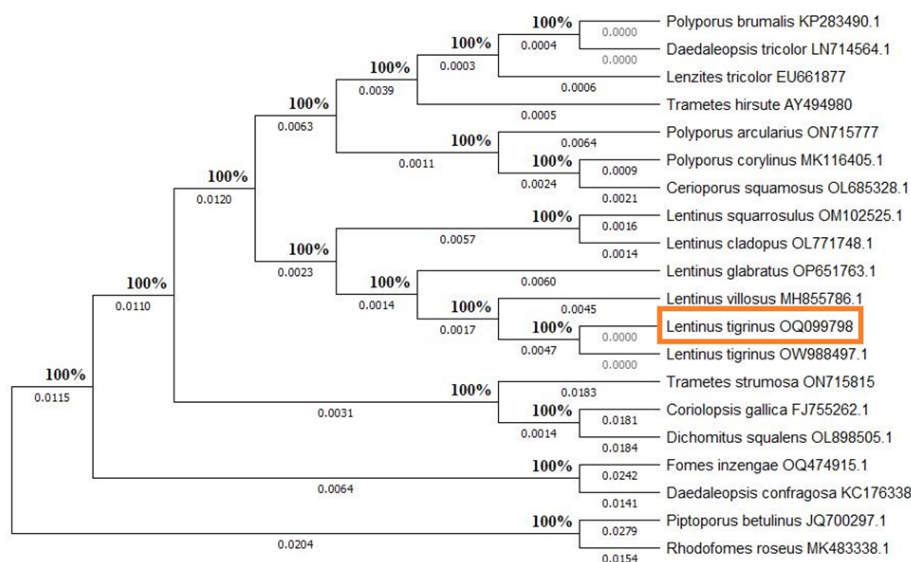 100% Polyporus brumalis KP283490.1
0.0000
100% 0.0004 Daedaleopsis tricolor LN714564.1
0.0000
100% 0.0003 Lenzites tricolor EU661877
0.0006
100% 0.0039 Trametes hirsute AY494980
0.0005
100% 0.0063 100% Polyporus arcularius ON715777
0.0064
0.0011 100% Polyporus corylinus MK116405.1
0.0009
0.0024 Cerioporus squamosus OL685328.1
0.0021
100% 0.0120 100% Lentinus squarrosulus OM102525.1
0.0016
0.0057 Lentinus cladopus OL771748.1
0.0014
100% 0.0023 100% Lentinus glabratus OP651763.1
0.0060
0.0014 100% Lentinus villosus MH855786.1
0.0045
100% 0.0110 0.0017 100% Lentinus tigrinus OQ099798
0.0000
0.0047 Lentinus tigrinus OW988497.1
0.0000
100% 0.0115 100% Trametes strumosa ON715815
0.0183
0.0031 100% Coriolopsis gallica FJ755262.1
0.0181
0.0014 Dichomitus squalens OL898505.1
0.0184
100% Fomes inzengae OQ474915.1
0.0242
0.0064 Daedaleopsis confragosa KC176338
0.0141
100% Piptoporus betulinus JQ700297.1
0.0279
0.0204 Rhodofomes roseus MK483338.1
0.0154